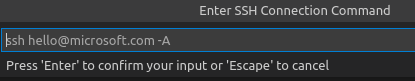 Enter SSH Connection Command
ssh hello@microsoft.com -A
Press 'Enter' to confirm your input or 'Escape' to cancel